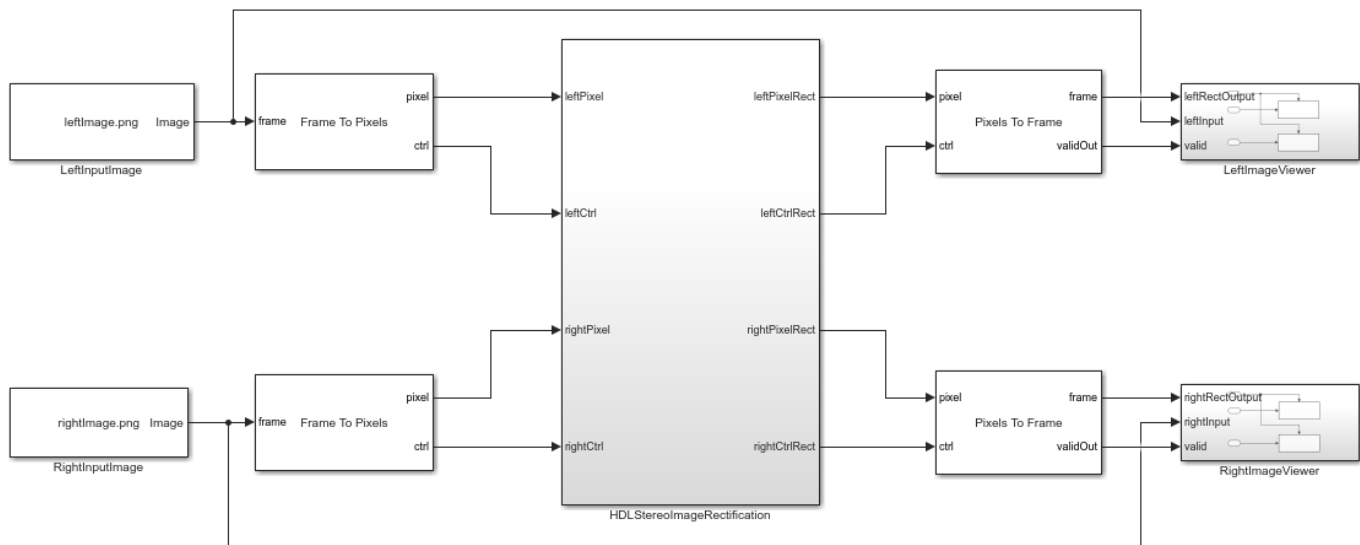 leftImage.png Image
LeftInputImage
frame Frame To Pixels pixel
ctrl
leftPixel leftPixelRect
leftCtrl leftCtrlRect
rightPixel rightPixelRect
rightCtrl rightCtrlRect
HDLStereoImageRectification
pixel Pixels To Frame frame
ctrl validOut
leftRectOutput
leftInput
valid
LeftImageViewer
rightImage.png Image
RightInputImage
frame Frame To Pixels pixel
ctrl
pixel Pixels To Frame frame
ctrl validOut
rightRectOutput
rightInput
valid
RightImageViewer